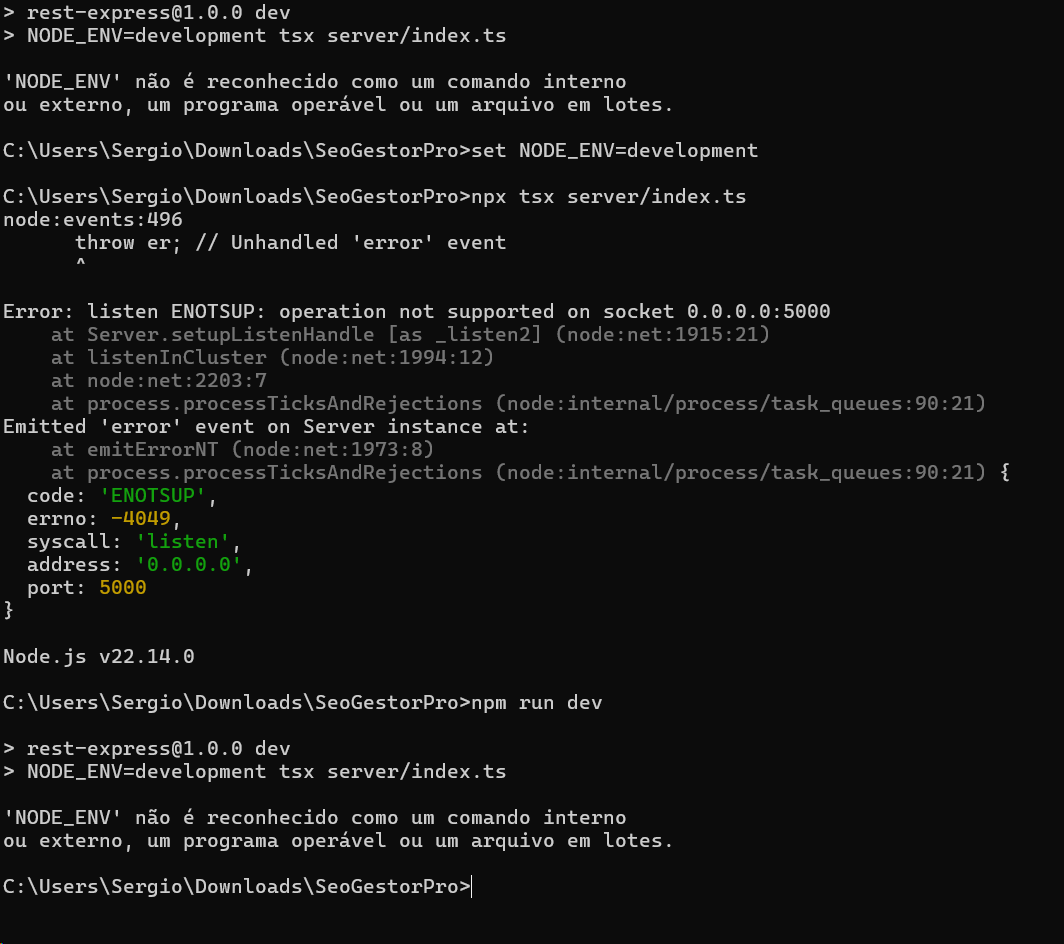 > rest-express@1.0.0 dev
> NODE_ENV=development tsx server/index.ts
'NODE_ENV' não é reconhecido como um comando interno
ou externo, um programa operável ou um arquivo em lotes.
C:\Users\Sergio\Downloads\SeoGestorPro>set NODE_ENV=development
C:\Users\Sergio\Downloads\SeoGestorPro>npx tsx server/index.ts
node:events:496
      throw er; // Unhandled 'error' event
      ^
Error: listen ENOTSUP: operation not supported on socket 0.0.0.0:5000
    at Server.setupListenHandle [as _listen2] (node:net:1915:21)
    at listenInCluster (node:net:1994:12)
    at node:net:2203:7
    at process.processTicksAndRejections (node:internal/process/task_queues:90:21)
Emitted 'error' event on Server instance at:
    at emitErrorNT (node:net:1973:8)
    at process.processTicksAndRejections (node:internal/process/task_queues:90:21) {
  code: 'ENOTSUP',
  errno: -4049,
  syscall: 'listen',
  address: '0.0.0.0',
  port: 5000
}
Node.js v22.14.0
C:\Users\Sergio\Downloads\SeoGestorPro>npm run dev
> rest-express@1.0.0 dev
> NODE_ENV=development tsx server/index.ts
'NODE_ENV' não é reconhecido como um comando interno
ou externo, um programa operável ou um arquivo em lotes.
C:\Users\Sergio\Downloads\SeoGestorPro>